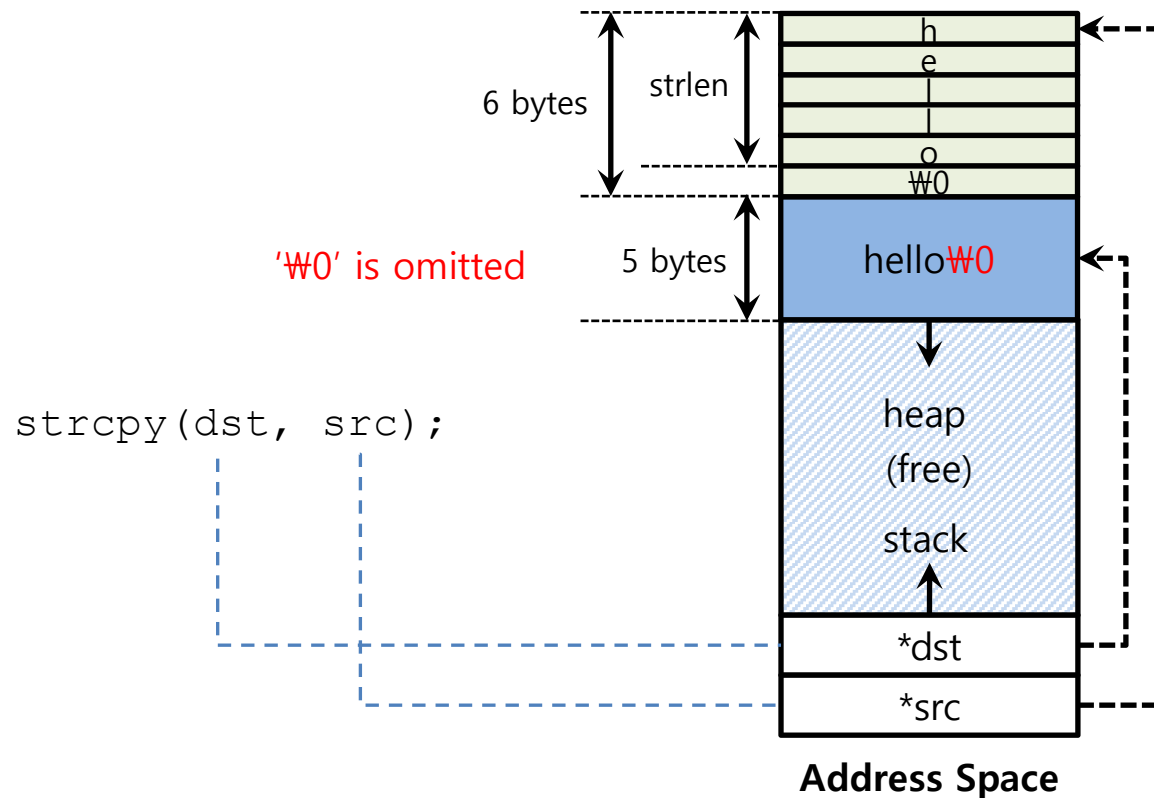 h
e
l
l
o
₩0
strlen
6 bytes
'₩0' is omitted
5 bytes
hello₩0
strcpy(dst, src);
heap
(free)
stack
*dst
*src
Address Space